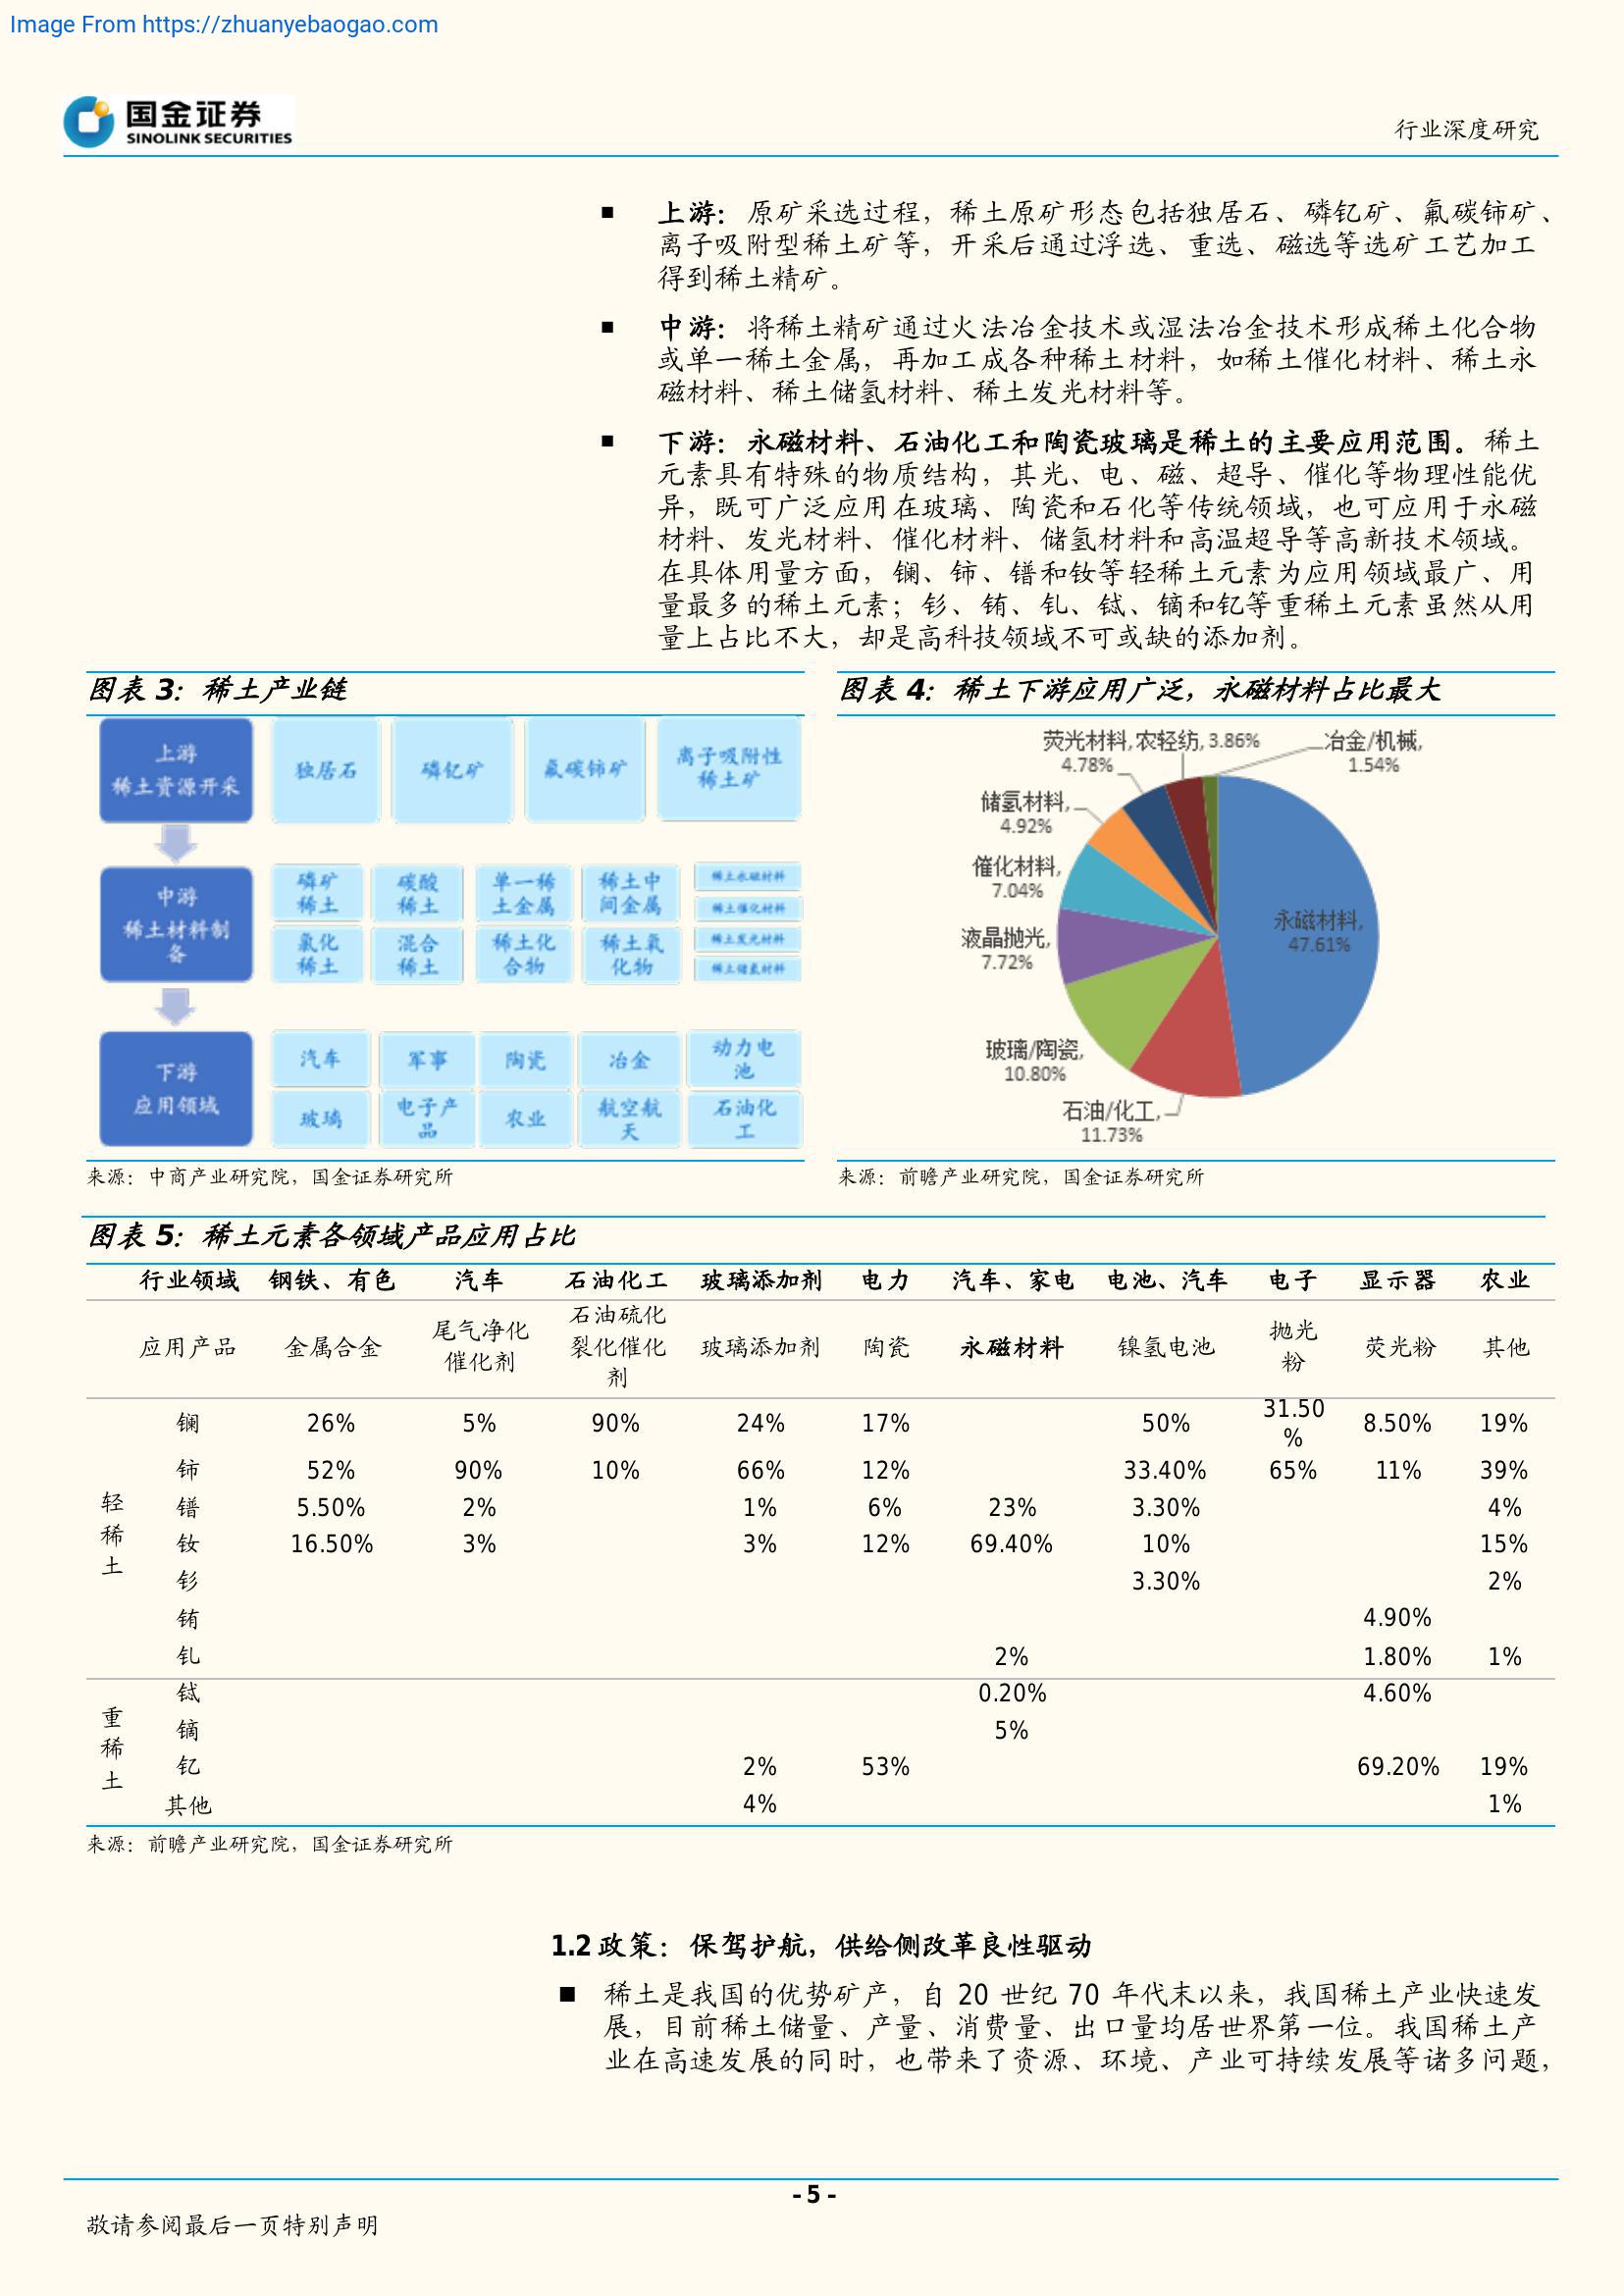 Image From https://zhuanyebaogao.com
国金证券
SINOLINK SECURITIES
行业深度研究
■ 上游：原矿采选过程，稀土原矿形态包括独居石、磷钇矿、氟碳铈矿、
离子吸附型稀土矿等，开采后通过浮选、重选、磁选等选矿工艺加工
得到稀土精矿。
■ 中游：将稀土精矿通过火法冶金技术或湿法冶金技术形成稀土化合物
或单一稀土金属，再加工成各种稀土材料，如稀土催化材料、稀土永
磁材料、稀土储氢材料、稀土发光材料等。
■ 下游：永磁材料、石油化工和陶瓷玻璃是稀土的主要应用范围。稀土
元素具有特殊的物质结构，其光、电、磁、超导、催化等物理性能优
异，既可广泛应用在玻璃、陶瓷和石化等传统领域，也可应用于永磁
材料、发光材料、催化材料、储氢材料和高温超导等高新技术领域。
在具体用量方面，镧、铈、镨和钕等轻稀土元素为应用领域最广、用
量最多的稀土元素；钐、铕、钆、铽、镝和钇等重稀土元素虽然从用
量上占比不大，却是高科技领域不可或缺的添加剂。
图表 3：稀土产业链
上游
稀土资源开采
独居石 磷钇矿 氟碳铈矿 离子吸附性
稀土矿
中游
稀土材料制
备
磷矿
稀土
碳酸
稀土
单一稀
土金属
稀土中
间金属
稀土永磁材料
稀土催化材料
氯化
稀土
混合
稀土
稀土化
合物
稀土氧
化物
稀土发光材料
稀土储氢材料
下游
应用领域
汽车 军事 陶瓷 冶金 动力电
池
玻璃 电子产
品
农业 航空航
天
石油化
工
来源：中商产业研究院，国金证券研究所
图表 4：稀土下游应用广泛，永磁材料占比最大
荧光材料,
4.78%
农轻纺, 3.86%
冶金/机械,
1.54%
储氢材料,
4.92%
催化材料,
7.04%
永磁材料,
47.61%
液晶抛光,
7.72%
玻璃/陶瓷,
10.80%
石油/化工,
11.73%
来源：前瞻产业研究院，国金证券研究所
图表 5：稀土元素各领域产品应用占比
行业领域 钢铁、有色 汽车 石油化工 玻璃添加剂 电力 汽车、家电 电池、汽车 电子 显示器 农业
应用产品 金属合金 尾气净化
催化剂 石油硫化
裂化催化
剂 玻璃添加剂 陶瓷 永磁材料 镍氢电池 抛光
粉 荧光粉 其他
轻
稀
土
镧 26% 5% 90% 24% 17% 50% 31.50
% 8.50% 19%
铈 52% 90% 10% 66% 12% 33.40% 65% 11% 39%
镨 5.50% 2% 1% 6% 23% 3.30% 4%
钕 16.50% 3% 3% 12% 69.40% 10% 15%
钐 3.30% 2%
铕 4.90%
钆 2% 1.80% 1%
重
稀
土
铽 0.20% 4.60%
镝 5%
钇 2% 53% 69.20% 19%
其他 4% 1%
来源：前瞻产业研究院，国金证券研究所
1.2 政策：保驾护航，供给侧改革良性驱动
■ 稀土是我国的优势矿产，自 20 世纪 70 年代末以来，我国稀土产业快速发
展，目前稀土储量、产量、消费量、出口量均居世界第一位。我国稀土产
业在高速发展的同时，也带来了资源、环境、产业可持续发展等诸多问题，
- 5 -
敬请参阅最后一页特别声明